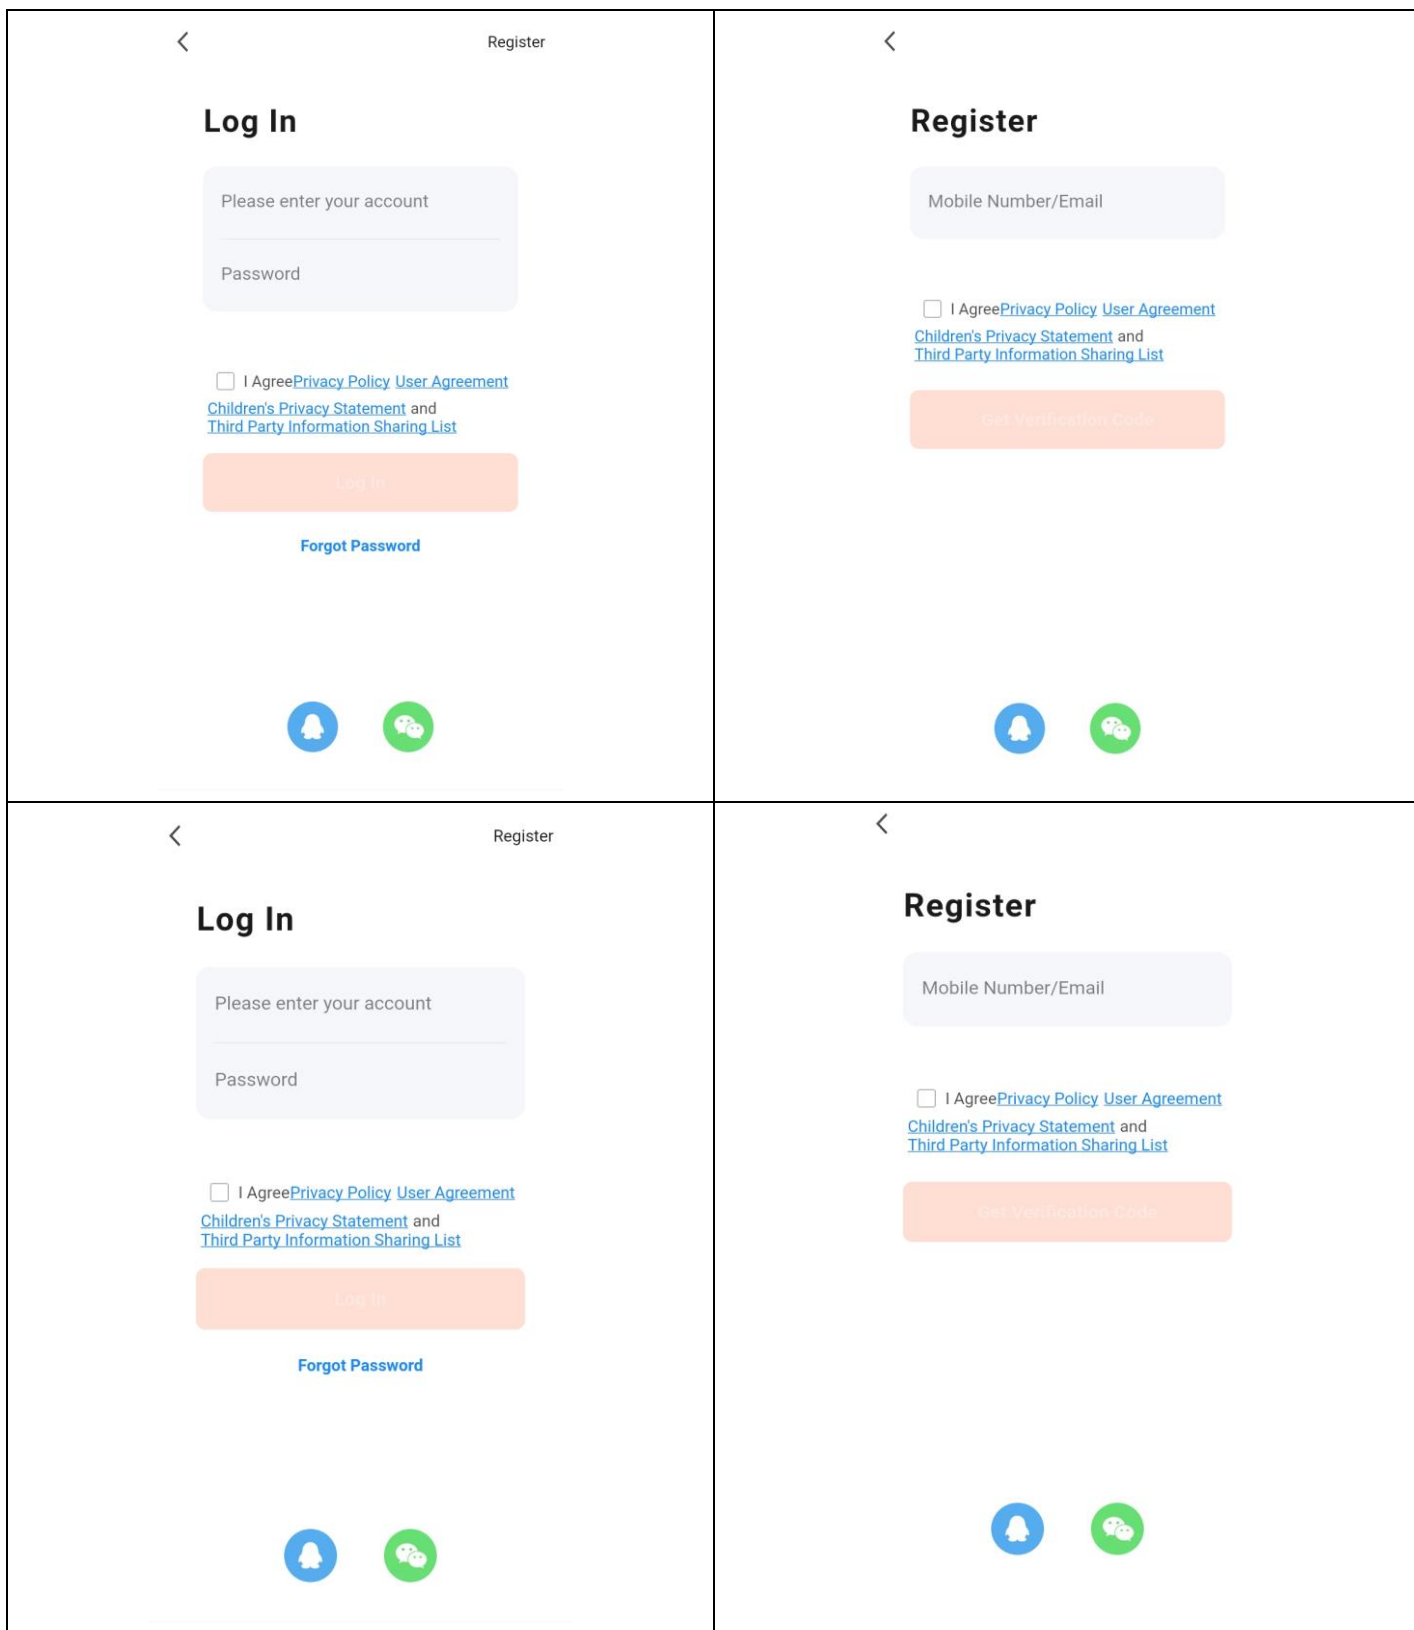 Register
Log In
Please enter your account
Password
I AgreePrivacy Policy User Agreement
Children's Privacy Statement and
Third Party Information Sharing List
Log In
Forgot Password
Register
Mobile Number/Email
I AgreePrivacy Policy User Agreement
Children's Privacy Statement and
Third Party Information Sharing List
Get Verification Code
Register
Log In
Please enter your account
Password
I AgreePrivacy Policy User Agreement
Children's Privacy Statement and
Third Party Information Sharing List
Log In
Forgot Password
Register
Mobile Number/Email
I AgreePrivacy Policy User Agreement
Children's Privacy Statement and
Third Party Information Sharing List
Get Verification Code